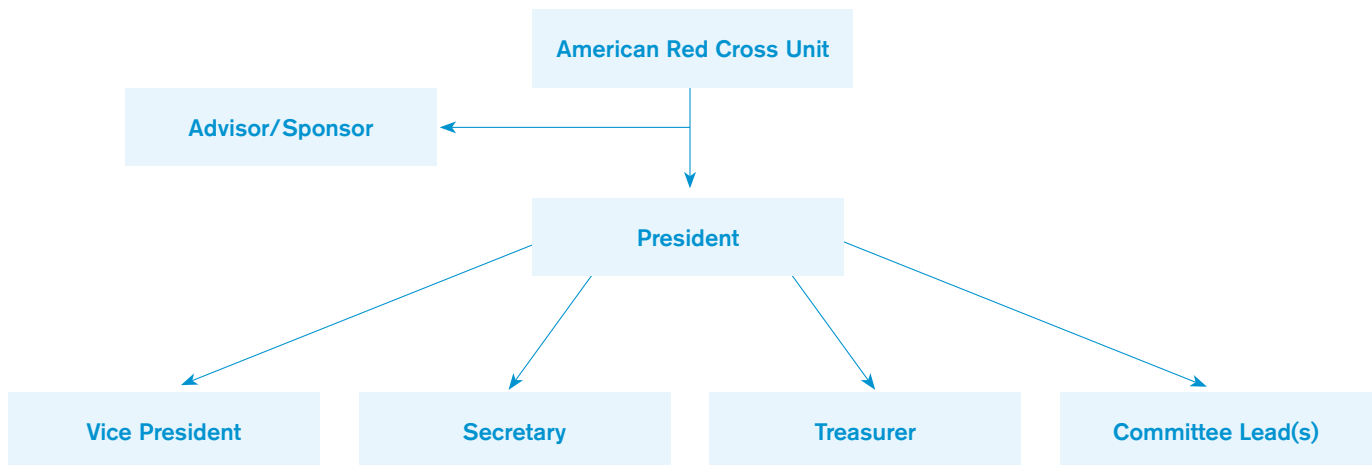 American Red Cross Unit
Advisor/Sponsor
President
Vice President
Secretary
Treasurer
Committee Lead(s)